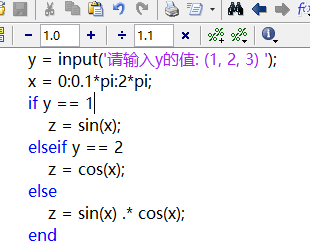 − 1.0 + ÷ 1.1 ×
y = input('请输入y的值: (1, 2, 3) ');
x = 0:0.1*pi:2*pi;
if y == 1
z = sin(x);
elseif y == 2
z = cos(x);
else
z = sin(x) .* cos(x);
end